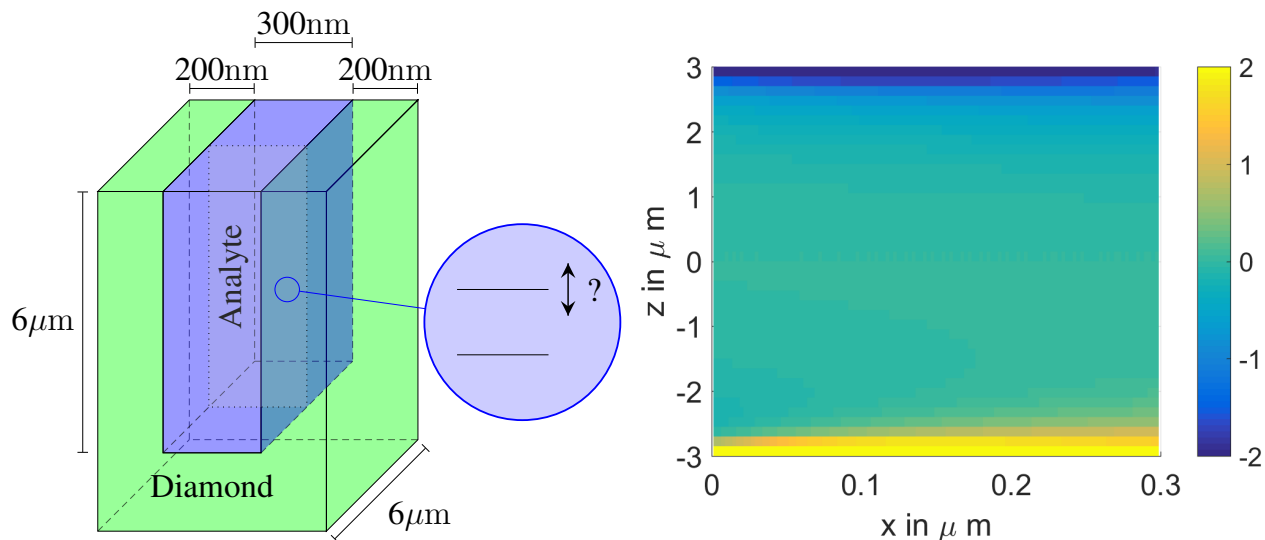 300nm
200nm 200nm
Analyte
?
6μm
Diamond
6μm
3
2
1
0
-1
-2
-3
z in μ m
0 0.1 0.2 0.3
x in μ m
2
1
0
-1
-2